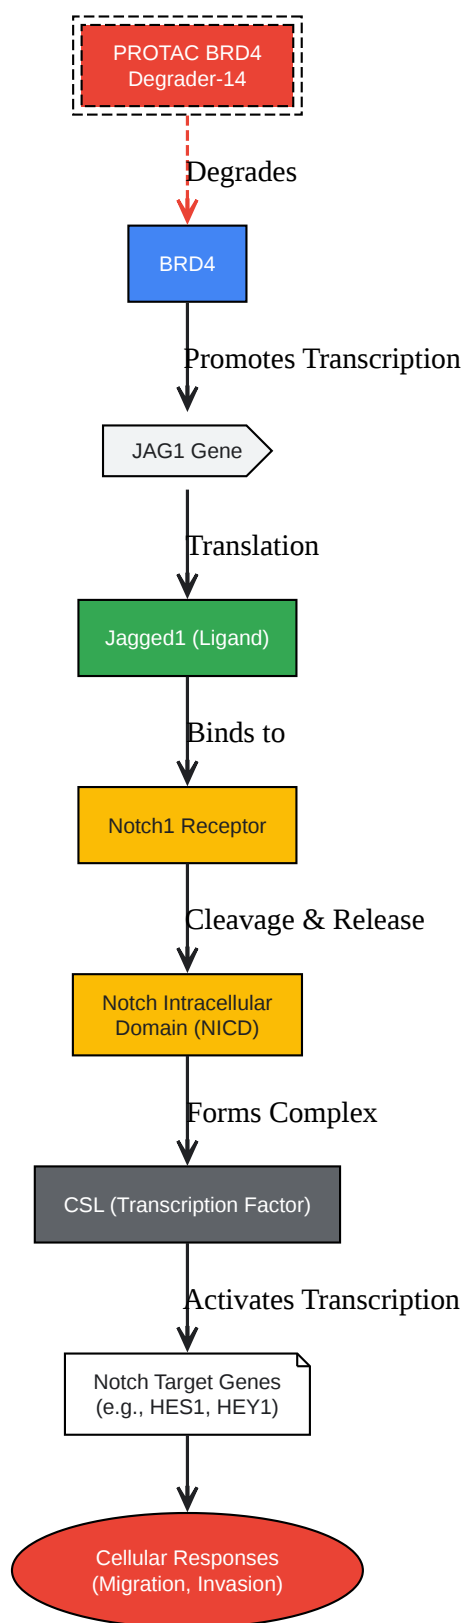 PROTAC BRD4
Degrader-14
Degrades
BRD4
Promotes Transcription
JAG1 Gene
Translation
Jagged1 (Ligand)
Binds to
Notch1 Receptor
Cleavage & Release
Notch Intracellular
Domain (NICD)
Forms Complex
CSL (Transcription Factor)
Activates Transcription
Notch Target Genes
(e.g., HES1, HEY1)
Cellular Responses
(Migration, Invasion)